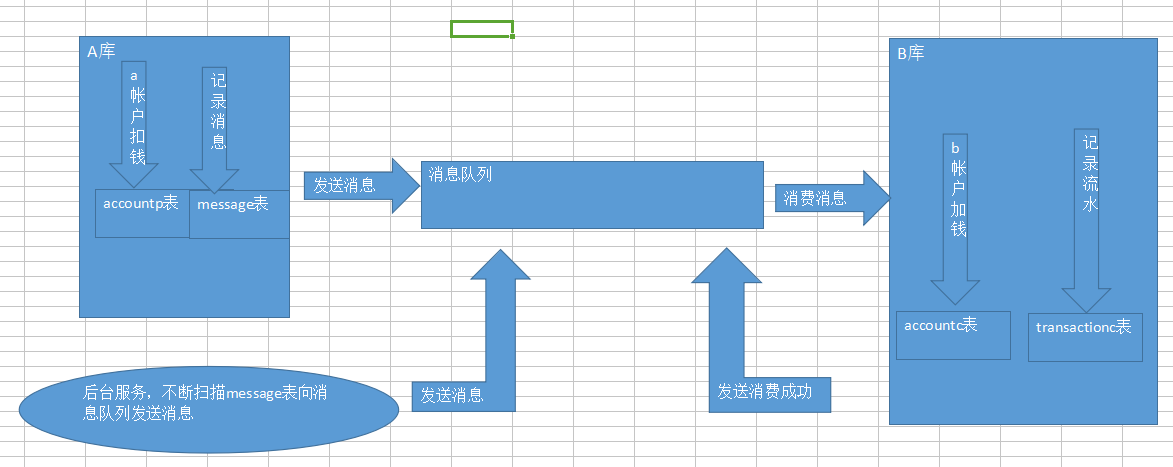 A库
a帐户扣钱
记录消息
accountp表
message表
发送消息
消息队列
消费消息
B库
b帐户加钱
记录流水
accountc表
transactionc表
后台服务，不断扫描message表向消
息队列发送消息
发送消息
发送消费成功